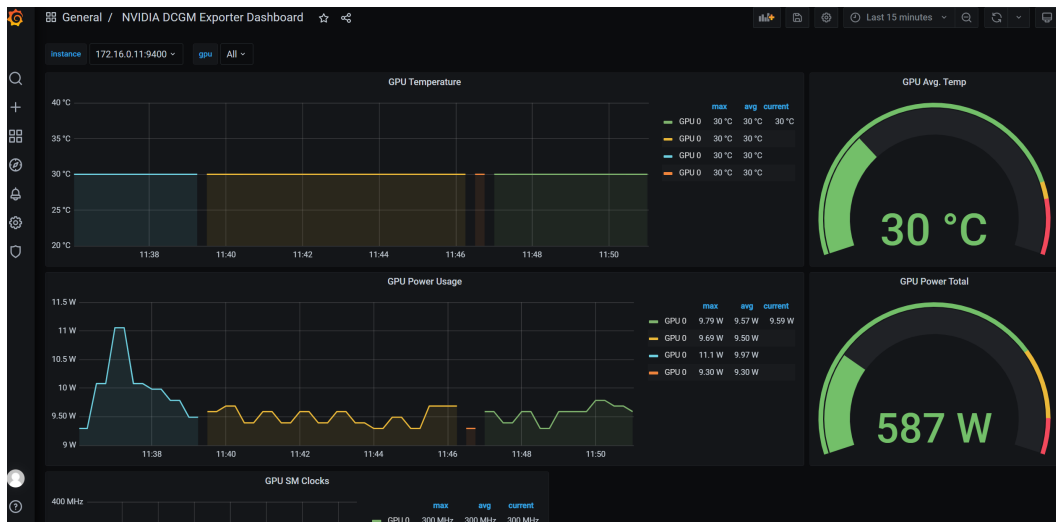 General / NVIDIA DCGM Exporter Dashboard
Last 15 minutes
instance 172.16.0.11:9400 gpu All
GPU Temperature
40 °C
35 °C
30 °C
25 °C
20 °C
11:38 11:40 11:42 11:44 11:46 11:48 11:50
max avg current
GPU 0 30 °C 30 °C 30 °C
GPU 0 30 °C 30 °C
GPU 0 30 °C 30 °C
GPU 0 30 °C 30 °C
GPU Avg. Temp
30 °C
GPU Power Usage
11.5 W
11 W
10.5 W
10 W
9.50 W
9 W
11:38 11:40 11:42 11:44 11:46 11:48 11:50
max avg current
GPU 0 9.79 W 9.57 W 9.59 W
GPU 0 9.69 W 9.50 W
GPU 0 11.1 W 9.97 W
GPU 0 9.30 W 9.30 W
GPU Power Total
587 W
GPU SM Clocks
400 MHz
max avg current
GPU 0 300 MHz 300 MHz 300 MHz